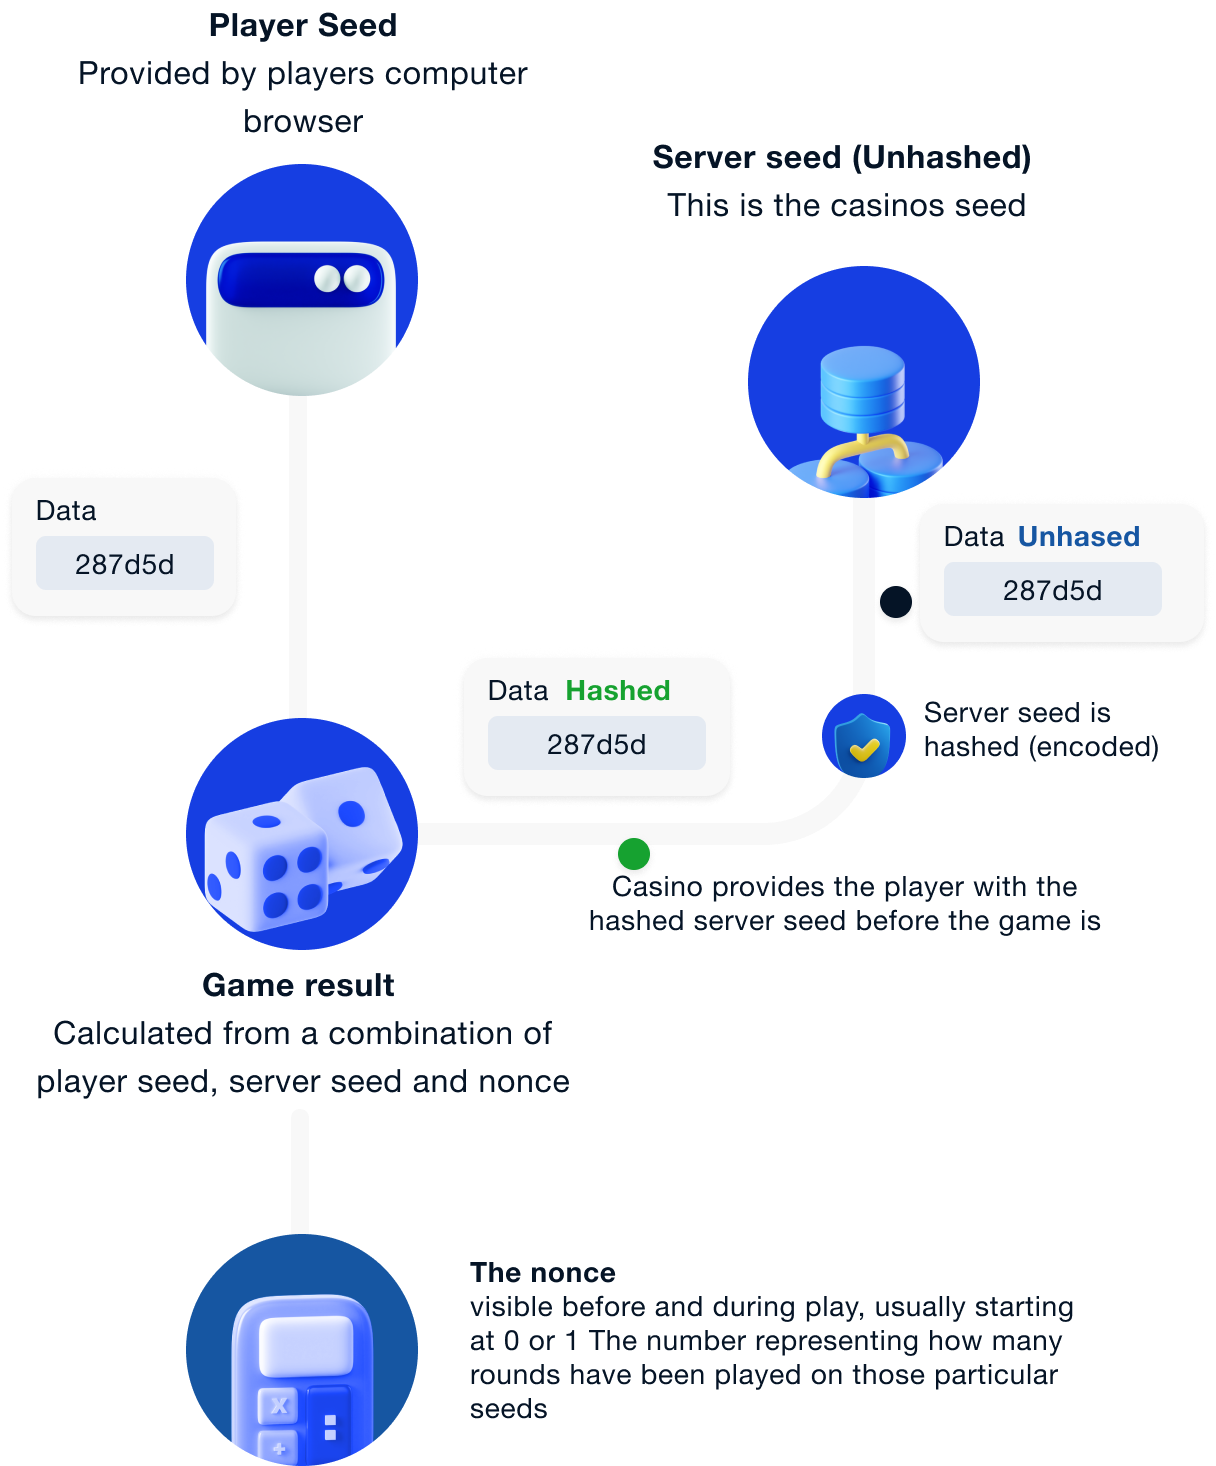 Player Seed
Provided by players computer
browser
Server seed (Unhashed)
This is the casinos seed
Data
287d5d
Data Unhased
287d5d
Data Hashed
287d5d
Server seed is
hashed (encoded)
Casino provides the player with the
hashed server seed before the game is
Game result
Calculated from a combination of
player seed, server seed and nonce
The nonce
visible before and during play, usually starting
at 0 or 1 The number representing how many
rounds have been played on those particular
seeds